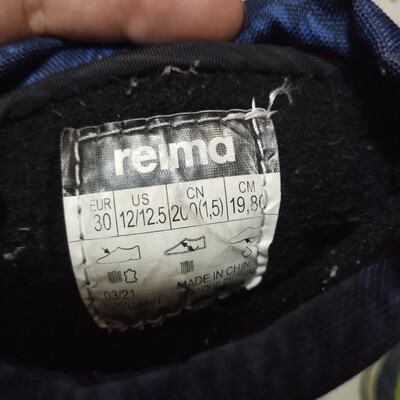 reima
EUR US CN CM
30 12/12.5 200(1,5) 19,80
03/21 MADE IN CHINA